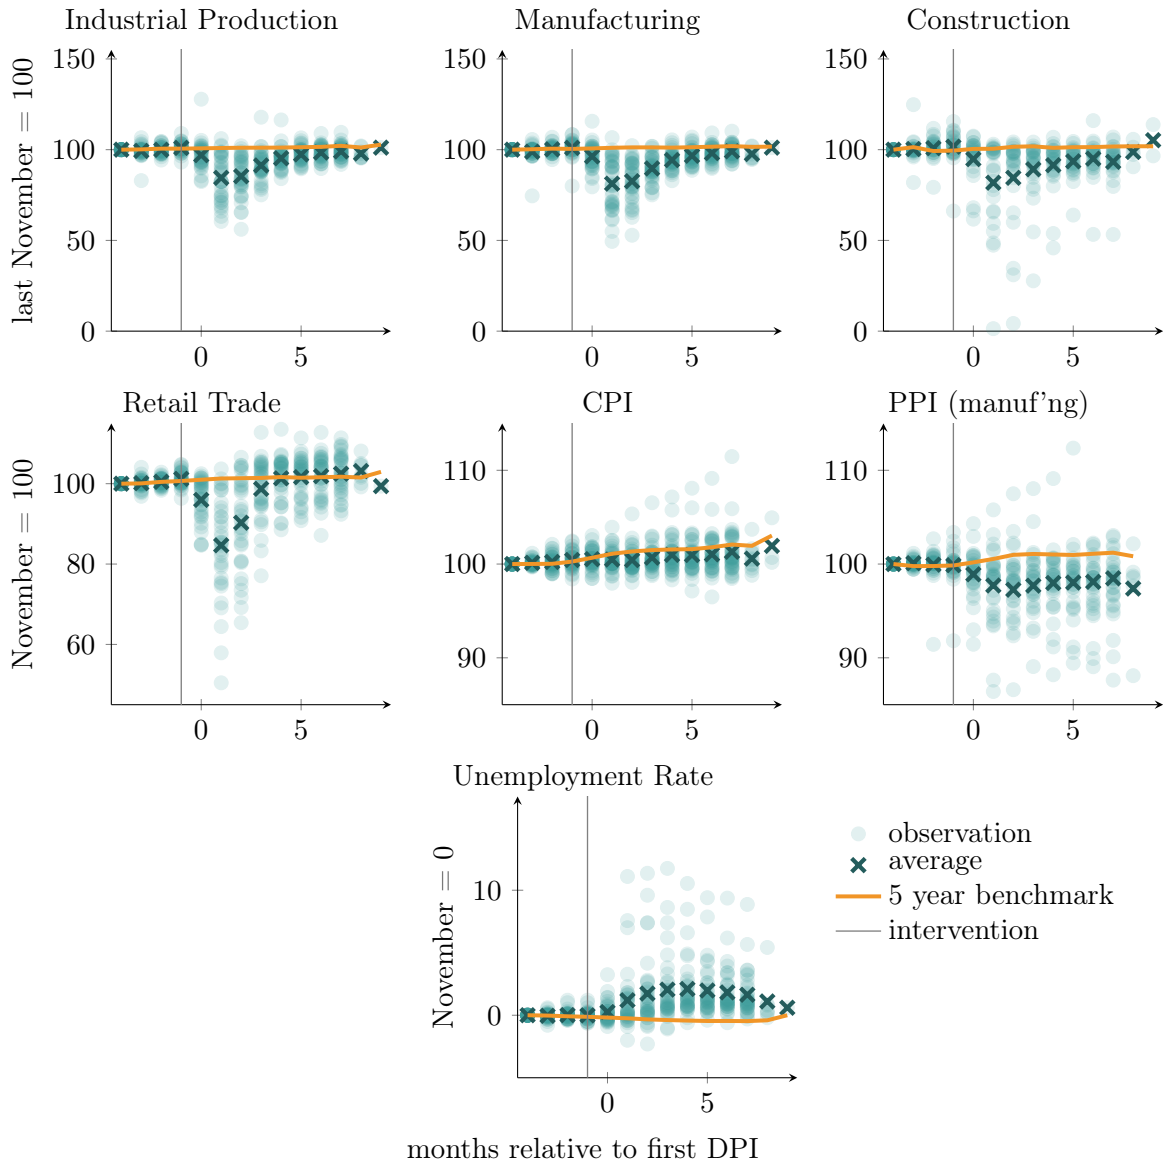 Industrial Production
Manufacturing
Construction
last November = 100
150
100
50
0
0
5
150
100
50
0
0
5
150
100
50
0
0
5
Retail Trade
CPI
PPI (manuf'ng)
November = 100
100
80
60
0
5
110
100
90
0
5
110
100
90
0
5
Unemployment Rate
November = 0
10
0
0
5
observation
average
5 year benchmark
intervention
months relative to first DPI